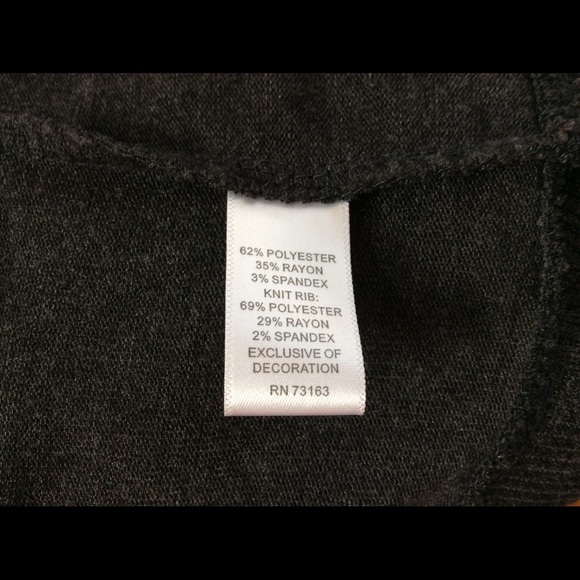 62% POLYESTER
35% RAYON
3% SPANDEX
KNIT RIB:
69% POLYESTER
29% RAYON
2% SPANDEX
EXCLUSIVE OF
DECORATION
RN 73163